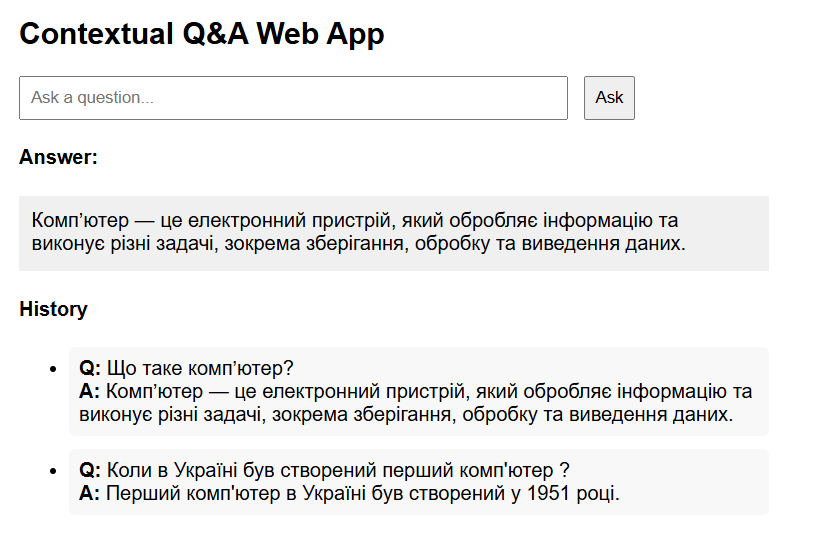 Contextual Q&A Web App
Ask a question...
Ask
Answer:
Комп’ютер — це електронний пристрій, який обробляє інформацію та
виконує різні задачі, зокрема зберігання, обробку та виведення даних.
History
Q: Що таке комп’ютер?
A: Комп’ютер — це електронний пристрій, який обробляє інформацію та
виконує різні задачі, зокрема зберігання, обробку та виведення даних.
Q: Коли в Україні був створений перший комп'ютер ?
A: Перший комп'ютер в Україні був створений у 1951 році.